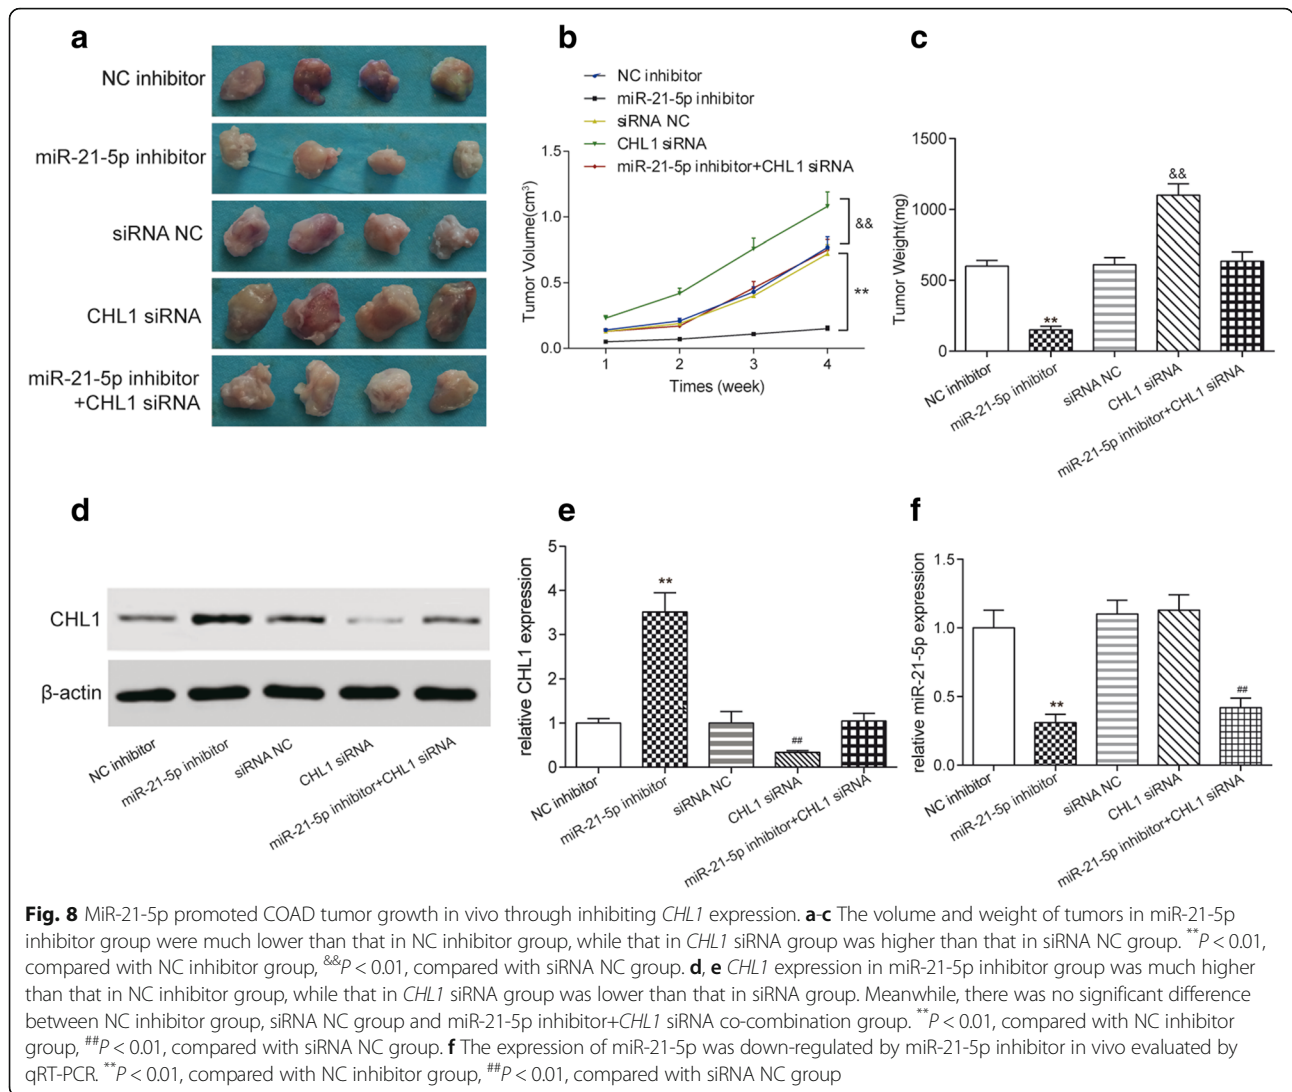 a
NC inhibitor
miR-21-5p inhibitor
siRNA NC
CHL1 siRNA
miR-21-5p inhibitor
+CHL1 siRNA
b
NC inhibitor
miR-21-5p inhibitor
siRNA NC
CHL1 siRNA
miR-21-5p inhibitor+CHL1 siRNA
Tumor Volume(cm³)
1.5
1.0
0.5
0.0
&&
**
1 2 3 4
Times (week)
c
Tumor Weight(mg)
1500
1000
500
0
**
&&
NC inhibitor
miR-21-5p inhibitor
siRNA NC
CHL1 siRNA
miR-21-5p inhibitor+CHL1 siRNA
d
CHL1
β-actin
NC inhibitor
miR-21-5p inhibitor
siRNA NC
CHL1 siRNA
miR-21-5p inhibitor+CHL1 siRNA
e
relative CHL1 expression
5
4
3
2
1
0
**
##
NC inhibitor
miR-21-5p inhibitor
siRNA NC
CHL1 siRNA
miR-21-5p inhibitor+CHL1 siRNA
f
relative miR-21-5p expression
1.5
1.0
0.5
0.0
**
##
NC inhibitor
miR-21-5p inhibitor
siRNA NC
CHL1 siRNA
miR-21-5p inhibitor+CHL1 siRNA
Fig. 8 MiR-21-5p promoted COAD tumor growth in vivo through inhibiting CHL1 expression. a-c The volume and weight of tumors in miR-21-5p
inhibitor group were much lower than that in NC inhibitor group, while that in CHL1 siRNA group was higher than that in siRNA NC group. **P < 0.01,
compared with NC inhibitor group, &&P < 0.01, compared with siRNA NC group. d, e CHL1 expression in miR-21-5p inhibitor group was much higher
than that in NC inhibitor group, while that in CHL1 siRNA group was lower than that in siRNA group. Meanwhile, there was no significant difference
between NC inhibitor group, siRNA NC group and miR-21-5p inhibitor+CHL1 siRNA co-combination group. **P < 0.01, compared with NC inhibitor
group, ##P < 0.01, compared with siRNA NC group. f The expression of miR-21-5p was down-regulated by miR-21-5p inhibitor in vivo evaluated by
qRT-PCR. **P < 0.01, compared with NC inhibitor group, ##P < 0.01, compared with siRNA NC group